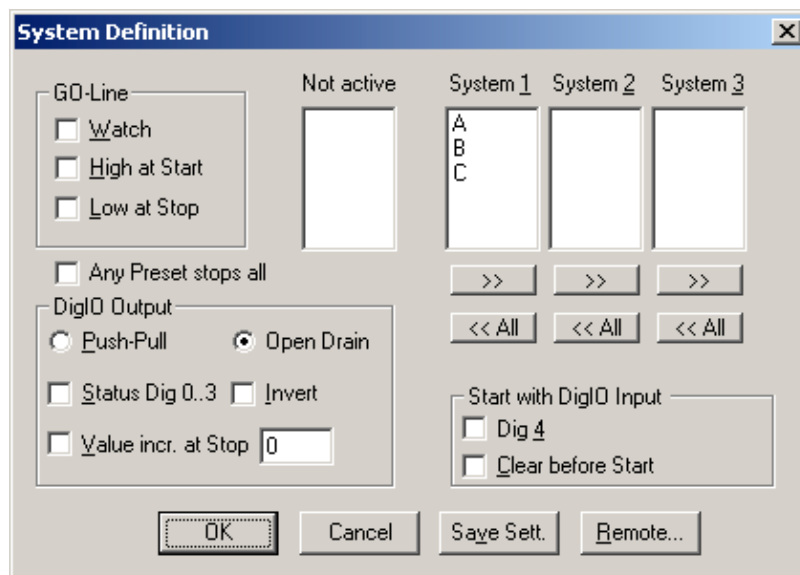 System Definition
GO-Line
Watch
High at Start
Low at Stop
Not active
System 1
System 2
System 3
A
B
C
Any Preset stops all
>>
>>
>>
<< All
<< All
<< All
DigIO Output
Push-Pull
Open Drain
Status Dig 0..3
Invert
Value incr. at Stop
0
Start with DigIO Input
Dig 4
Clear before Start
OK
Cancel
Save Sett.
Remote...